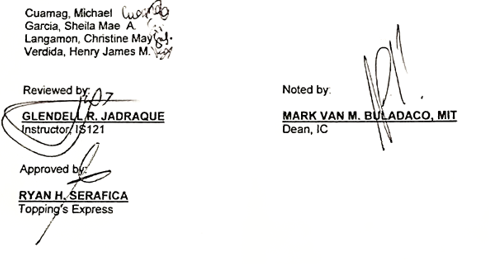 Cuamag, Michael
Garcia, Sheila Mae A.
Langamon, Christine May
Verdida, Henry James M.
Reviewed by:
GLENDELL R. JADRAQUE
Instructor, IS121
Noted by:
MARK VAN M. BULADACO, MIT
Dean, IC
Approved by:
RYAN H. SERAFICA
Topping's Express